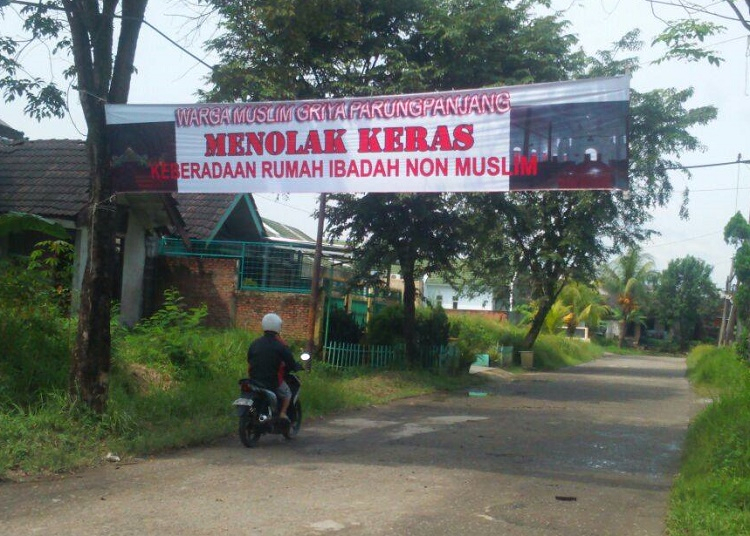 WARGA MUSLIM GRIYA PARUNGPANJANG
MENOLAK KERAS
KEBERADAAN RUMAH IBADAH NON MUSLIM